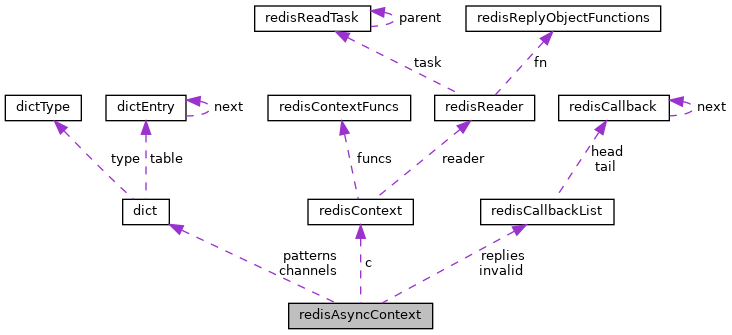 redisReadTask
parent
redisReplyObjectFunctions
task
fn
dictType
dictEntry
next
redisContextFuncs
redisReader
redisCallback
next
type
table
funcs
reader
head
tail
dict
redisContext
redisCallbackList
patterns
channels
c
replies
invalid
redisAsyncContext